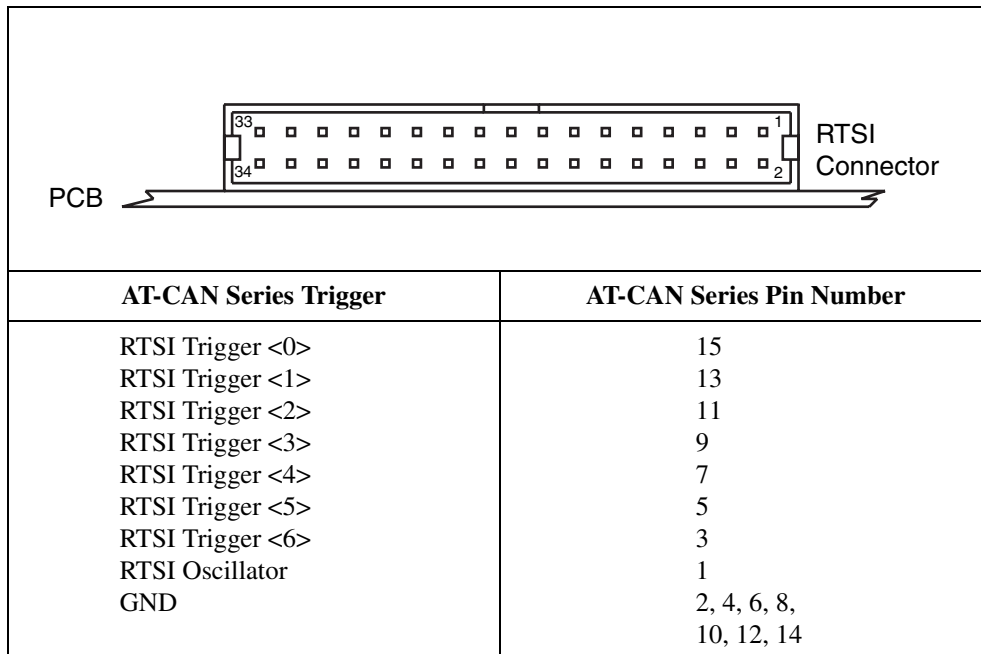 33
1
34
2
RTSI
Connector
PCB
AT-CAN Series Trigger AT-CAN Series Pin Number
RTSI Trigger <0> 15
RTSI Trigger <1> 13
RTSI Trigger <2> 11
RTSI Trigger <3> 9
RTSI Trigger <4> 7
RTSI Trigger <5> 5
RTSI Trigger <6> 3
RTSI Oscillator 1
GND 2, 4, 6, 8,
10, 12, 14